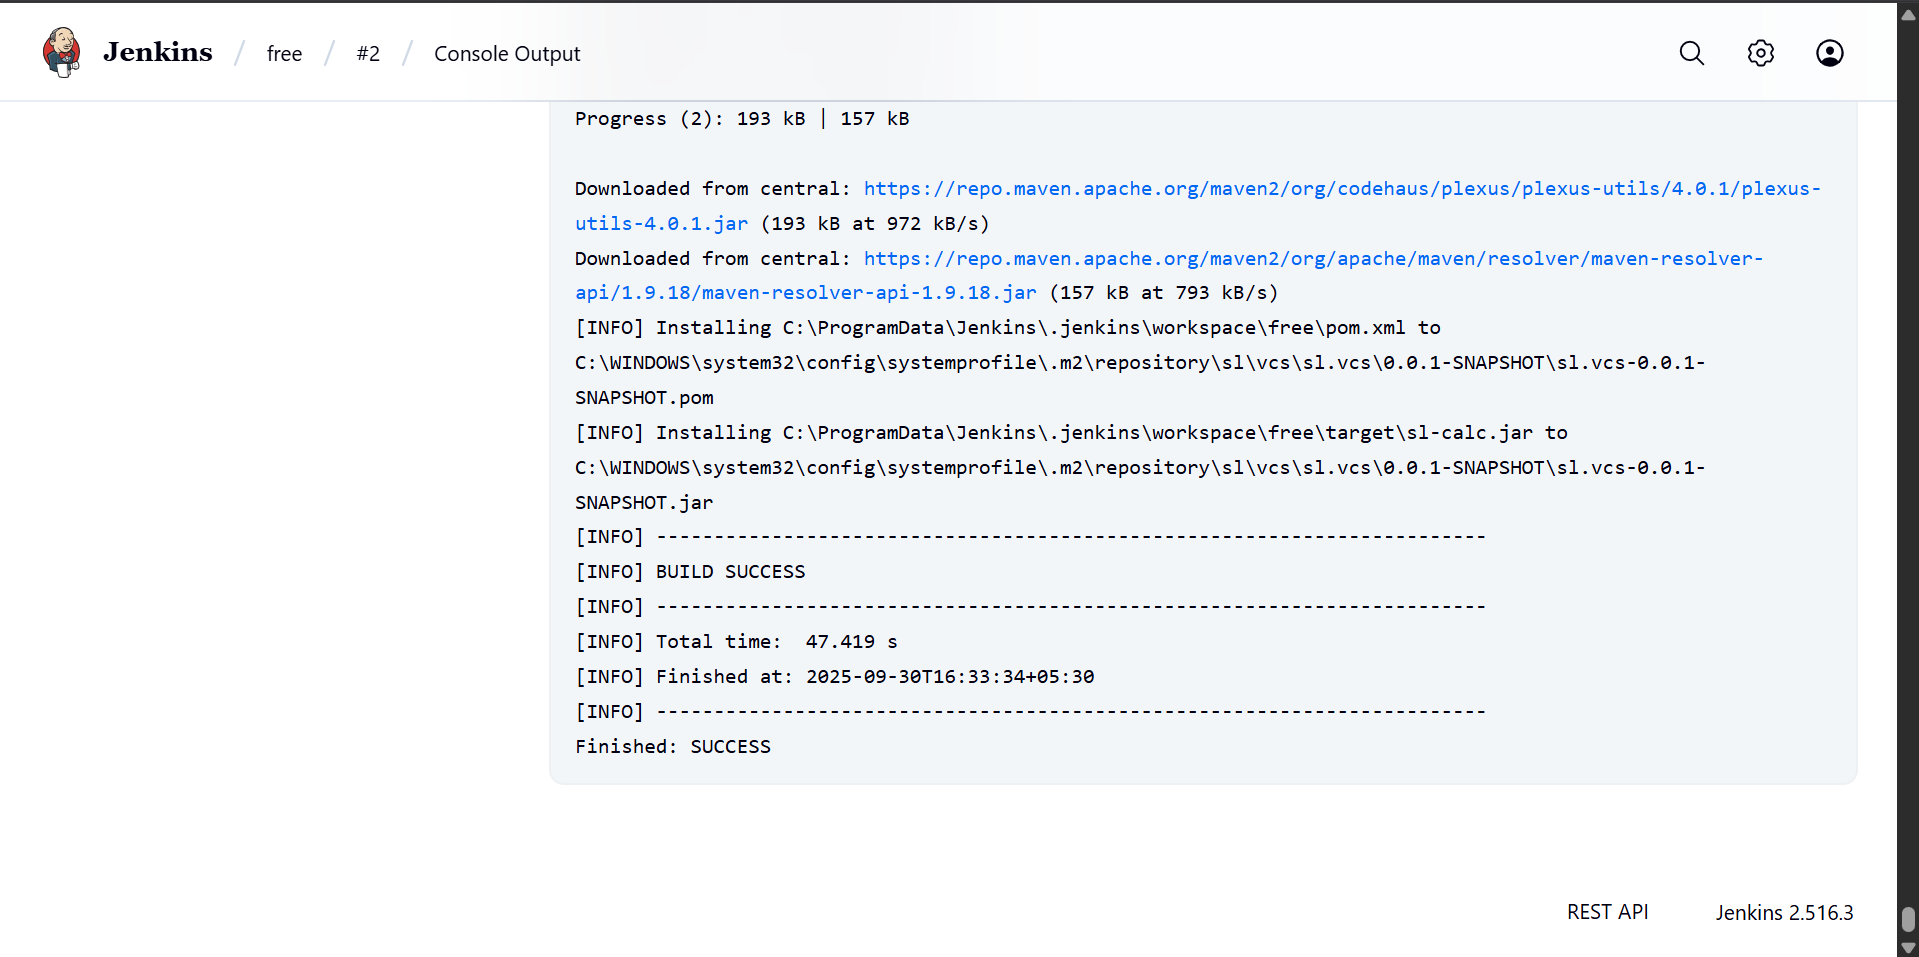 Jenkins / free / #2 / Console Output
Progress (2): 193 kB | 157 kB
Downloaded from central: https://repo.maven.apache.org/maven2/org/codehaus/plexus/plexus-utils/4.0.1/plexus-
utils-4.0.1.jar (193 kB at 972 kB/s)
Downloaded from central: https://repo.maven.apache.org/maven2/org/apache/maven/resolver/maven-resolver-
api/1.9.18/maven-resolver-api-1.9.18.jar (157 kB at 793 kB/s)
[INFO] Installing C:\ProgramData\Jenkins\.jenkins\workspace\free\pom.xml to
C:\WINDOWS\system32\config\systemprofile\.m2\repository\sl\vcs\sl.vcs\0.0.1-SNAPSHOT\sl.vcs-0.0.1-
SNAPSHOT.pom
[INFO] Installing C:\ProgramData\Jenkins\.jenkins\workspace\free\target\sl-calc.jar to
C:\WINDOWS\system32\config\systemprofile\.m2\repository\sl\vcs\sl.vcs\0.0.1-SNAPSHOT\sl.vcs-0.0.1-
SNAPSHOT.jar
[INFO] ------------------------------------------------------------------------
[INFO] BUILD SUCCESS
[INFO] ------------------------------------------------------------------------
[INFO] Total time:  47.419 s
[INFO] Finished at: 2025-09-30T16:33:34+05:30
[INFO] ------------------------------------------------------------------------
Finished: SUCCESS
REST API Jenkins 2.516.3